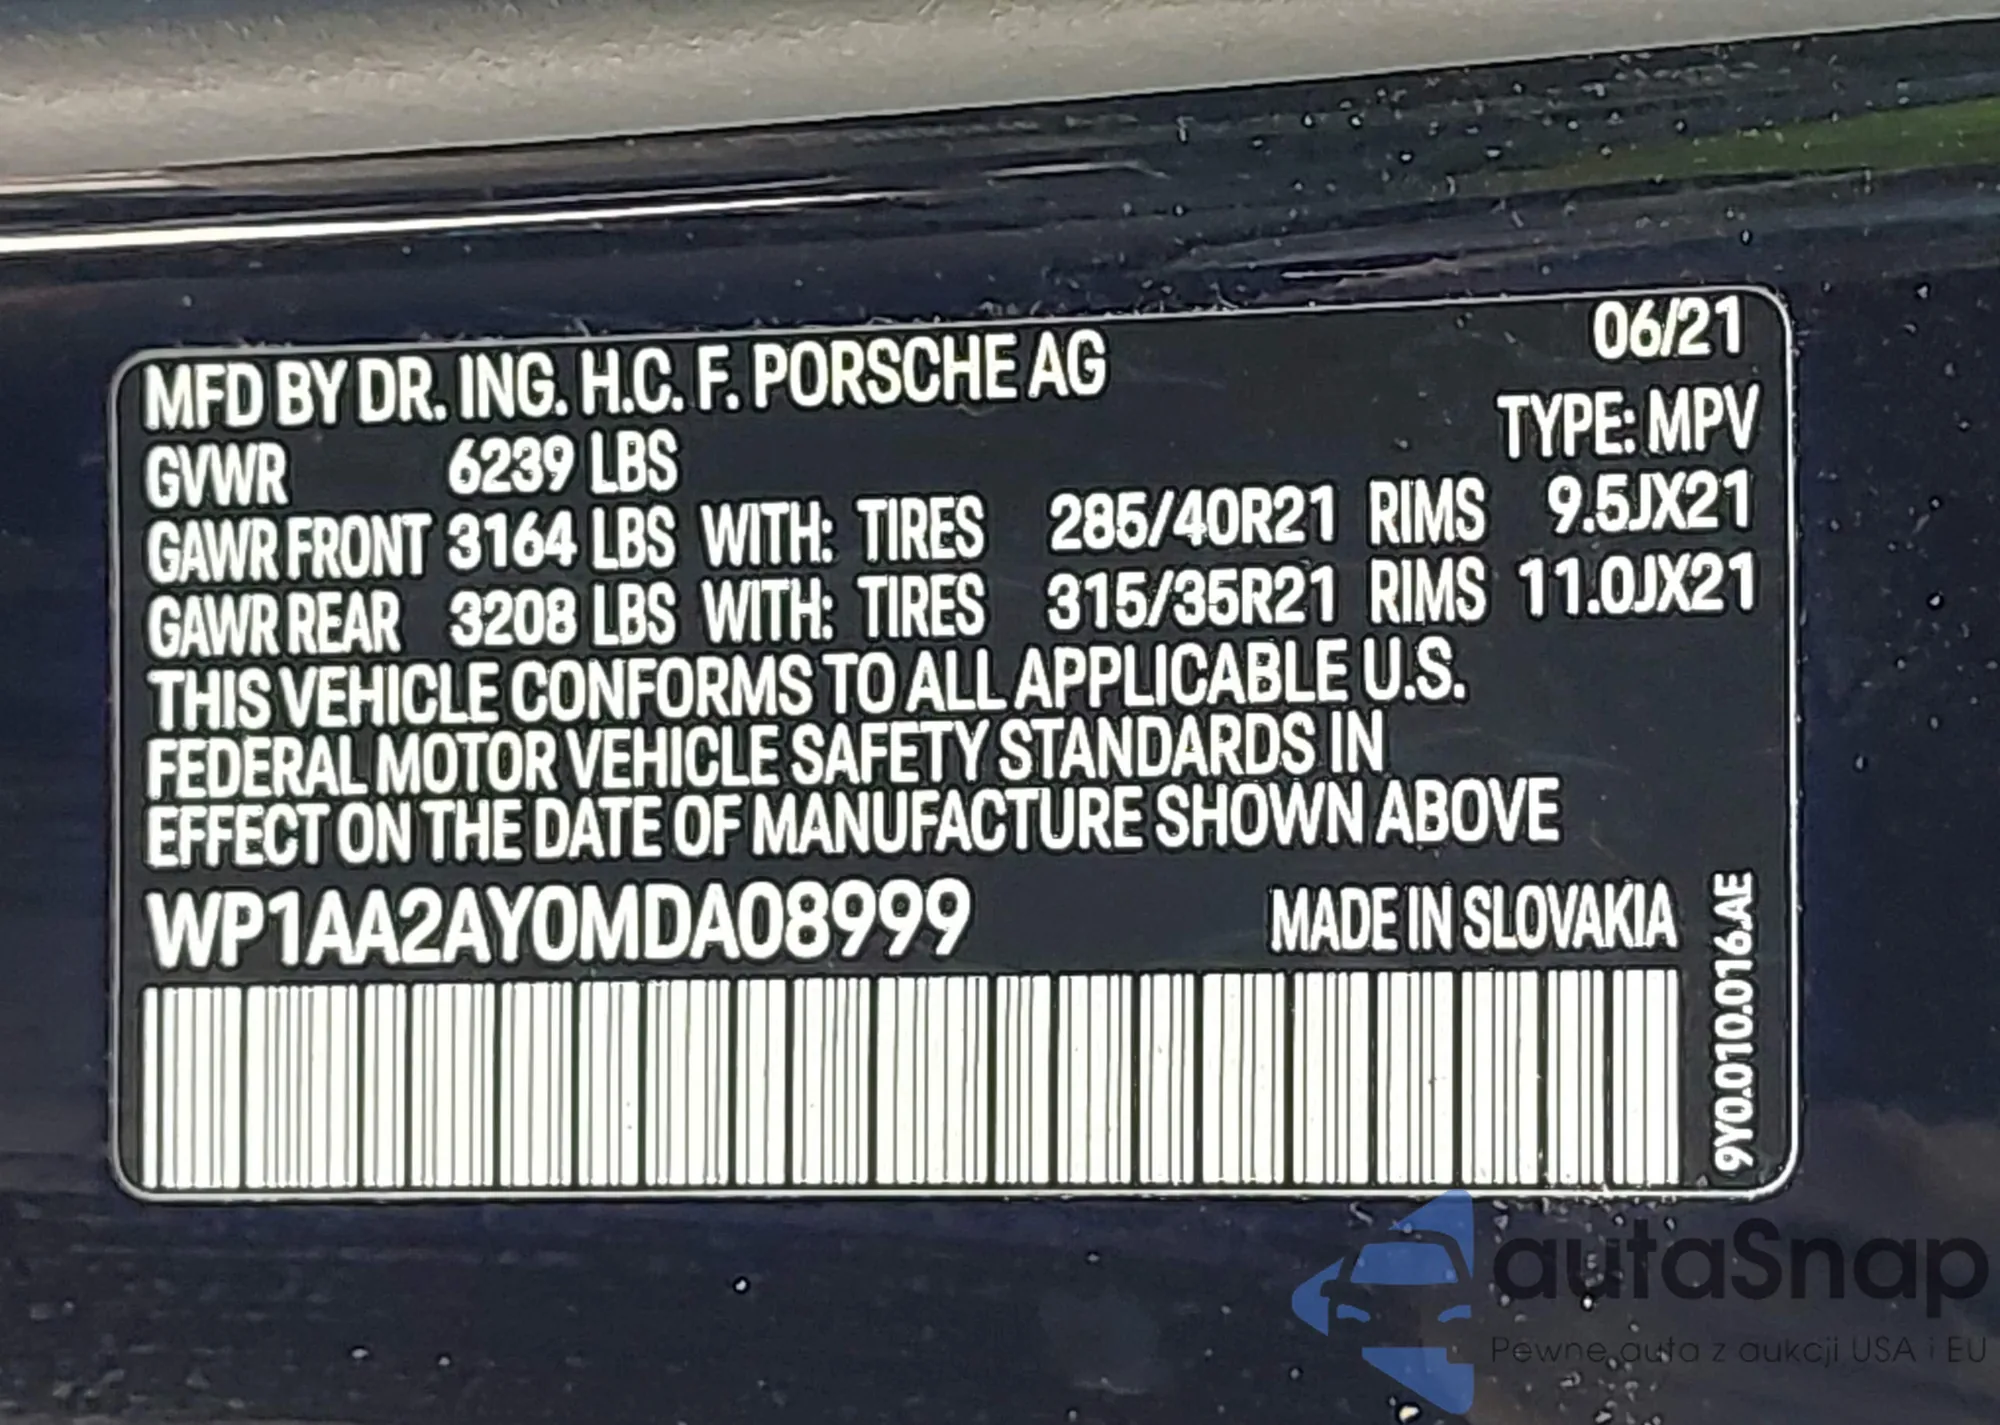 06/21
MFD BY DR. ING. H.C. F. PORSCHE AG
TYPE: MPV
GVWR 6239 LBS
GAWR FRONT 3164 LBS WITH: TIRES 285/40R21 RIMS 9.5JX21
GAWR REAR 3208 LBS WITH: TIRES 315/35R21 RIMS 11.0JX21
THIS VEHICLE CONFORMS TO ALL APPLICABLE U.S.
FEDERAL MOTOR VEHICLE SAFETY STANDARDS IN
EFFECT ON THE DATE OF MANUFACTURE SHOWN ABOVE
WP1AA2AY0MDA08999 MADE IN SLOVAKIA
9Y0.010.016.AE
autaSnap
Pewne auta z aukcji USA i EU